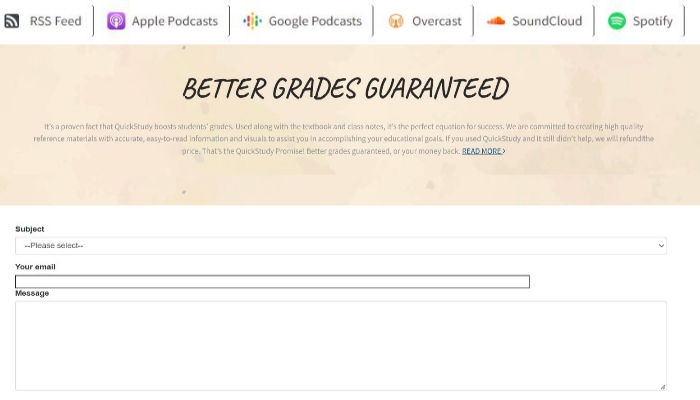 RSS Feed Apple Podcasts Google Podcasts Overcast SoundCloud Spotify
BETTER GRADES GUARANTEED
It's a proven fact that QuickStudy boosts students' grades. Used along with the textbook and class notes, it's the perfect equation for success. We are committed to creating high quality
reference materials with accurate, easy-to-read information and visuals to assist you in accomplishing your educational goals. If you used QuickStudy and it still didn't help, we will refund the
price. That's the QuickStudy Promise! Better grades guaranteed, or your money back. READ MORE >
Subject
--Please select--
Your email
Message